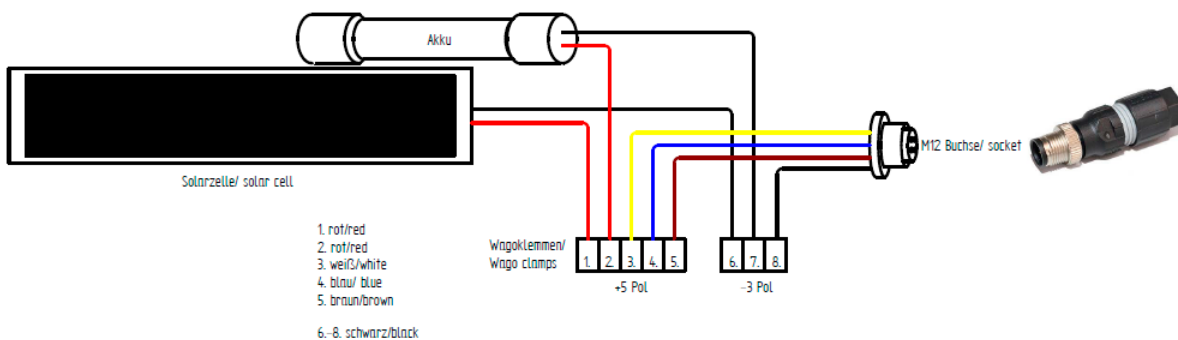 Akku
Solarzelle/ solar cell
M12 Buchse/ socket
1. rot/red
2. rot/red
3. weiß/white
4. blau/ blue
5. braun/brown
6.-8. schwarz/black
Wagoklemmen/
Wago clamps
1. 2. 3. 4. 5.
+5 Pol
6. 7. 8.
-3 Pol